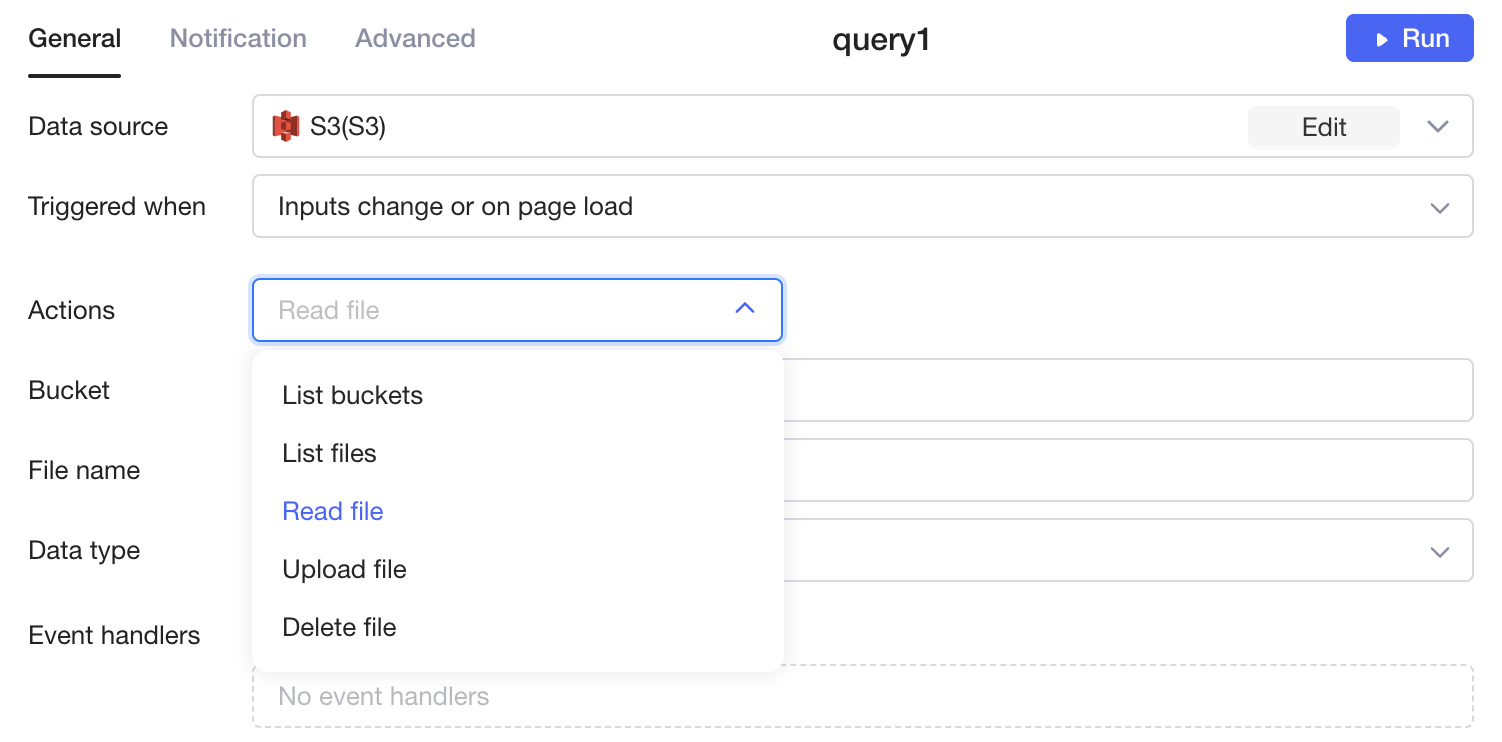 General Notification Advanced query1 Run
Data source S3(S3) Edit
Triggered when Inputs change or on page load
Actions Read file
Bucket
List buckets
File name
List files
Read file
Data type
Upload file
Delete file
Event handlers
No event handlers